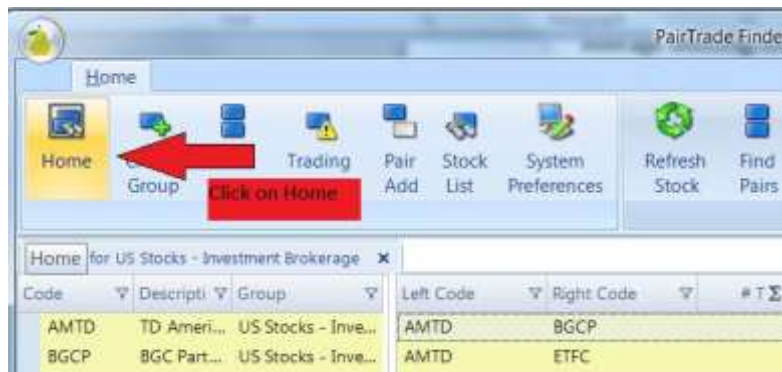 PairTrade Finde
Home
Home Trading Pair Stock System Refresh Find
Group Add List Preferences Stock Pairs
Click on Home
Home for US Stocks - Investment Brokerage x
Code Descripti Group Left Code Right Code # T Σ
AMTD TD Ameri... US Stocks - Inve... AMTD BGCP
BGCP BGC Part... US Stocks - Inve... AMTD ETFC